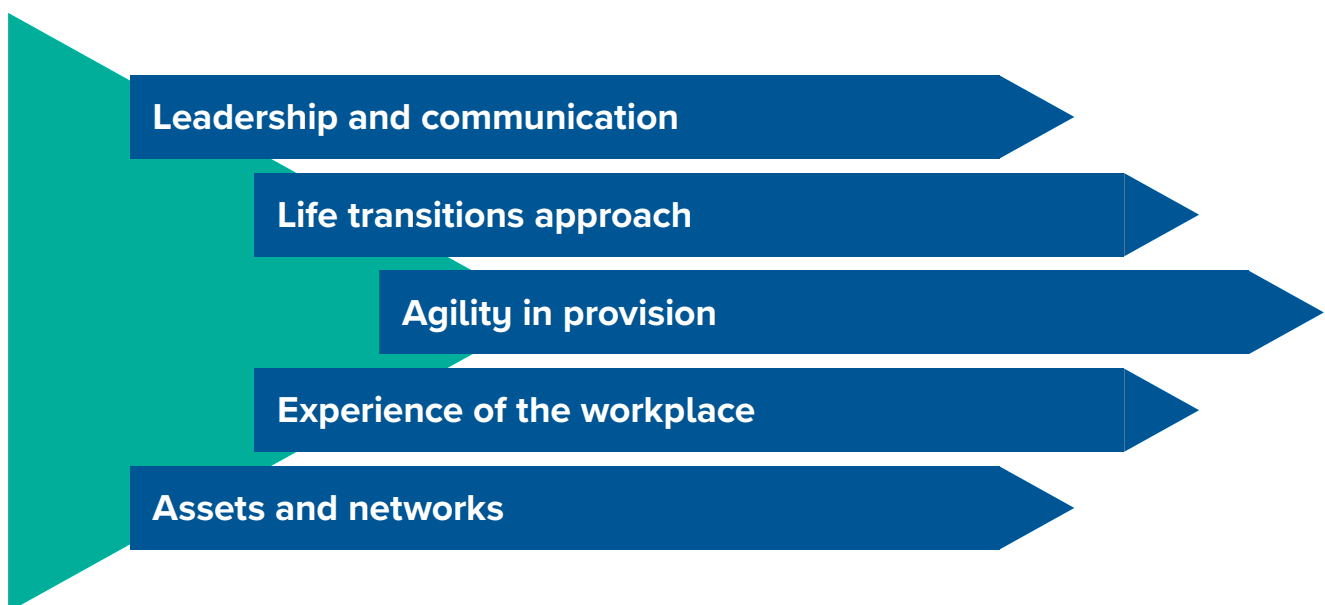 Leadership and communication
Life transitions approach
Agility in provision
Experience of the workplace
Assets and networks